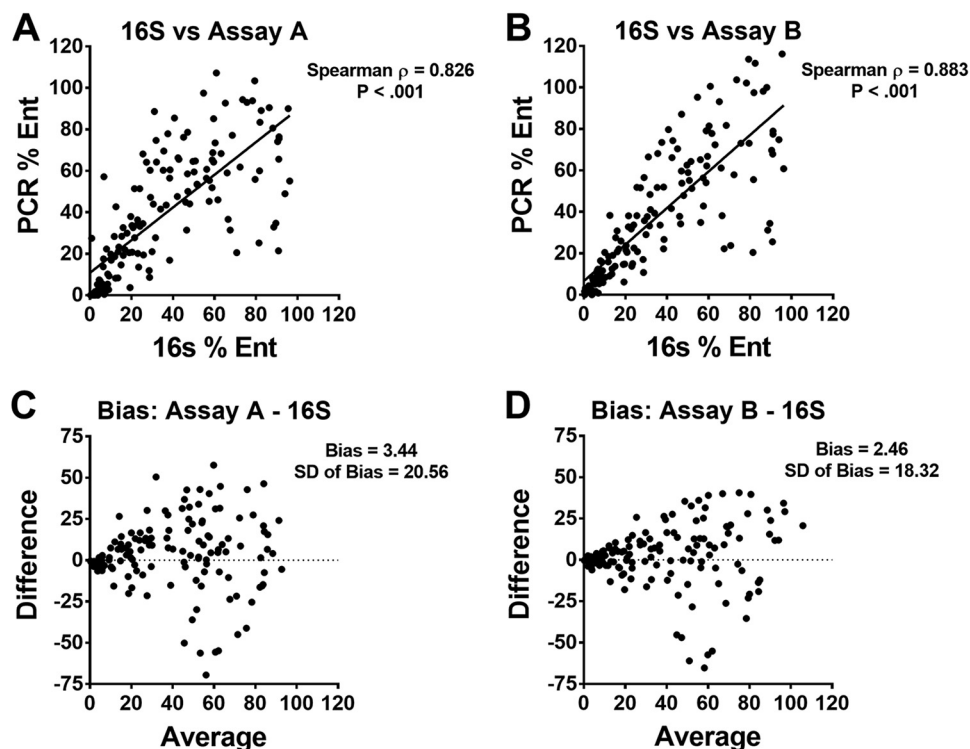 A
16S vs Assay A
Spearman ρ = 0.826
P < .001
PCR % Ent
120
100
80
60
40
20
0
0 20 40 60 80 100 120
16s % Ent
B
16S vs Assay B
Spearman ρ = 0.883
P < .001
PCR % Ent
120
100
80
60
40
20
0
0 20 40 60 80 100 120
16s % Ent
C
Bias: Assay A - 16S
Bias = 3.44
SD of Bias = 20.56
Difference
75
50
25
0
-25
-50
-75
0 20 40 60 80 100 120
Average
D
Bias: Assay B - 16S
Bias = 2.46
SD of Bias = 18.32
Difference
75
50
25
0
-25
-50
-75
0 20 40 60 80 100 120
Average